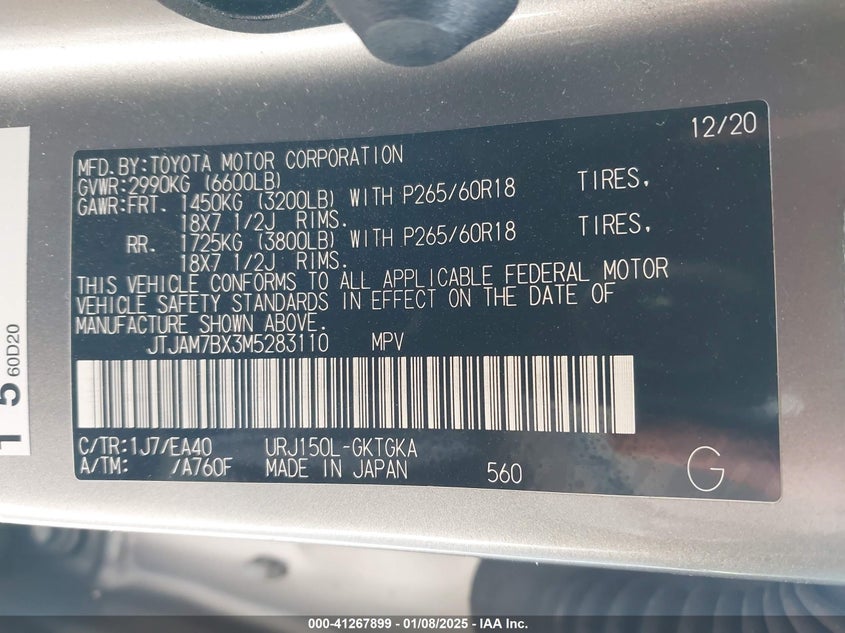 12/20
MFD.BY:TOYOTA MOTOR CORPORATION
GVWR:2990KG (6600LB)
GAWR:FRT. 1450KG (3200LB) WITH P265/60R18 TIRES,
18X7 1/2J RIMS.
RR. 1725KG (3800LB) WITH P265/60R18 TIRES,
18X7 1/2J RIMS.
THIS VEHICLE CONFORMS TO ALL APPLICABLE FEDERAL MOTOR
VEHICLE SAFETY STANDARDS IN EFFECT ON THE DATE OF
MANUFACTURE SHOWN ABOVE.
JTJAM7BX3M5283110 MPV
C/TR:1J7/EA40 URJ150L-GKTGKA
A/TM: /A760F MADE IN JAPAN 560
G
5
60D20
000-41267899 | 01/08/2025 | IAA, Inc.